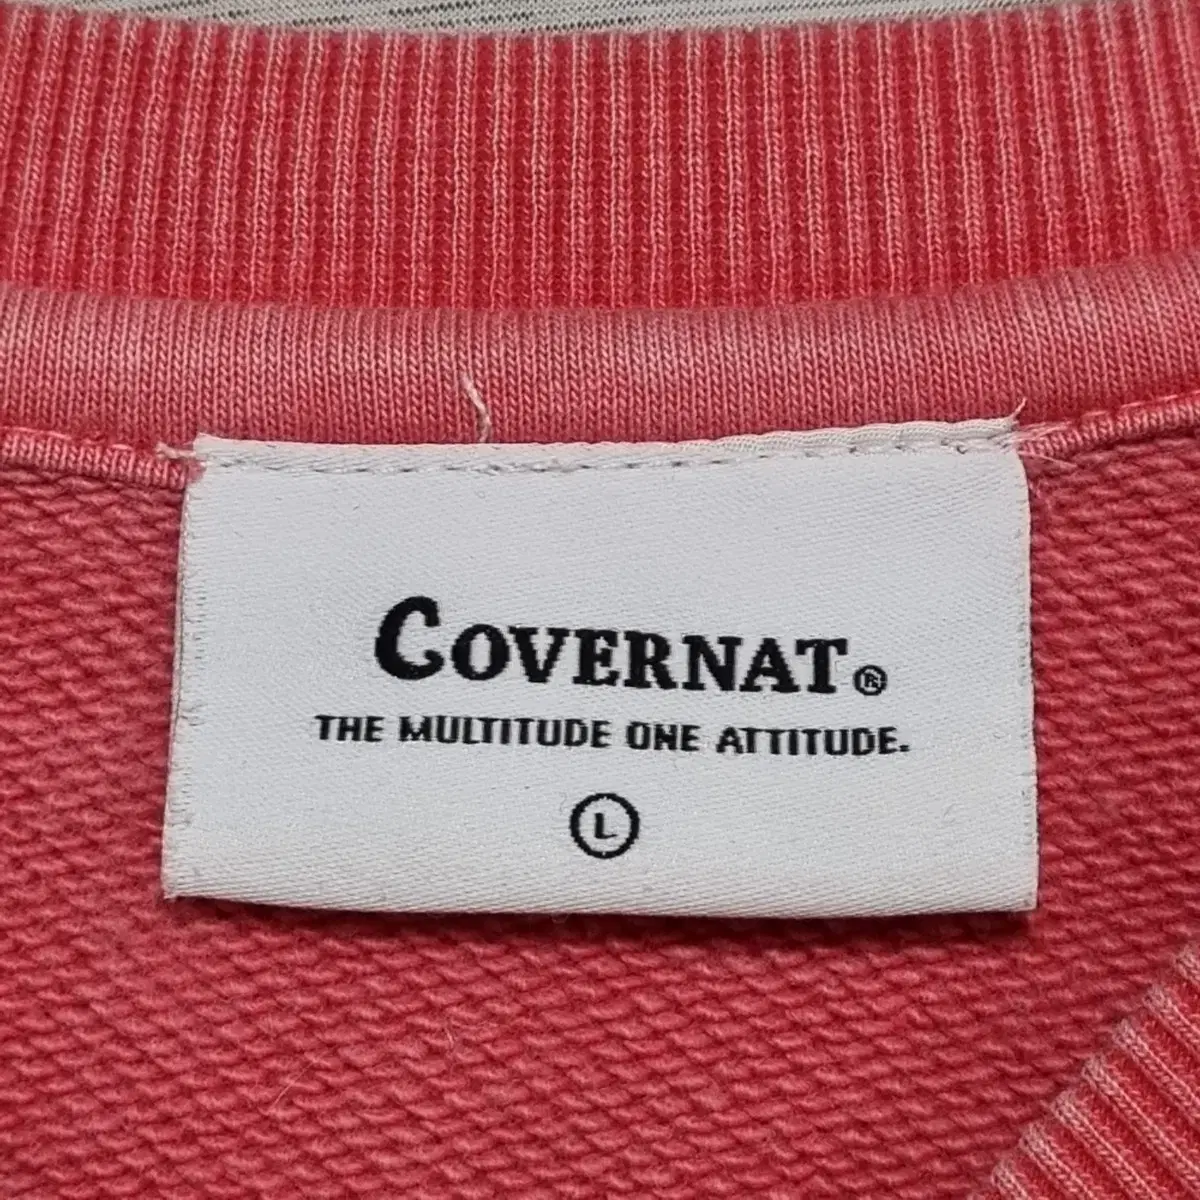 COVERNAT®
THE MULTITUDE ONE ATTITUDE.
L